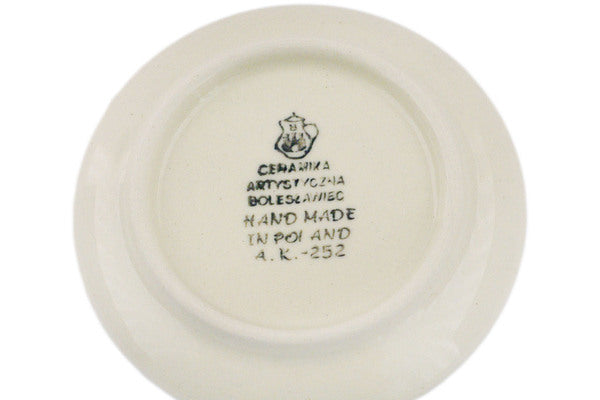 CERAMIKA
ARTYSTYCZNA
BOLESŁAWIEC
HAND MADE
IN POLAND
A.K.-252